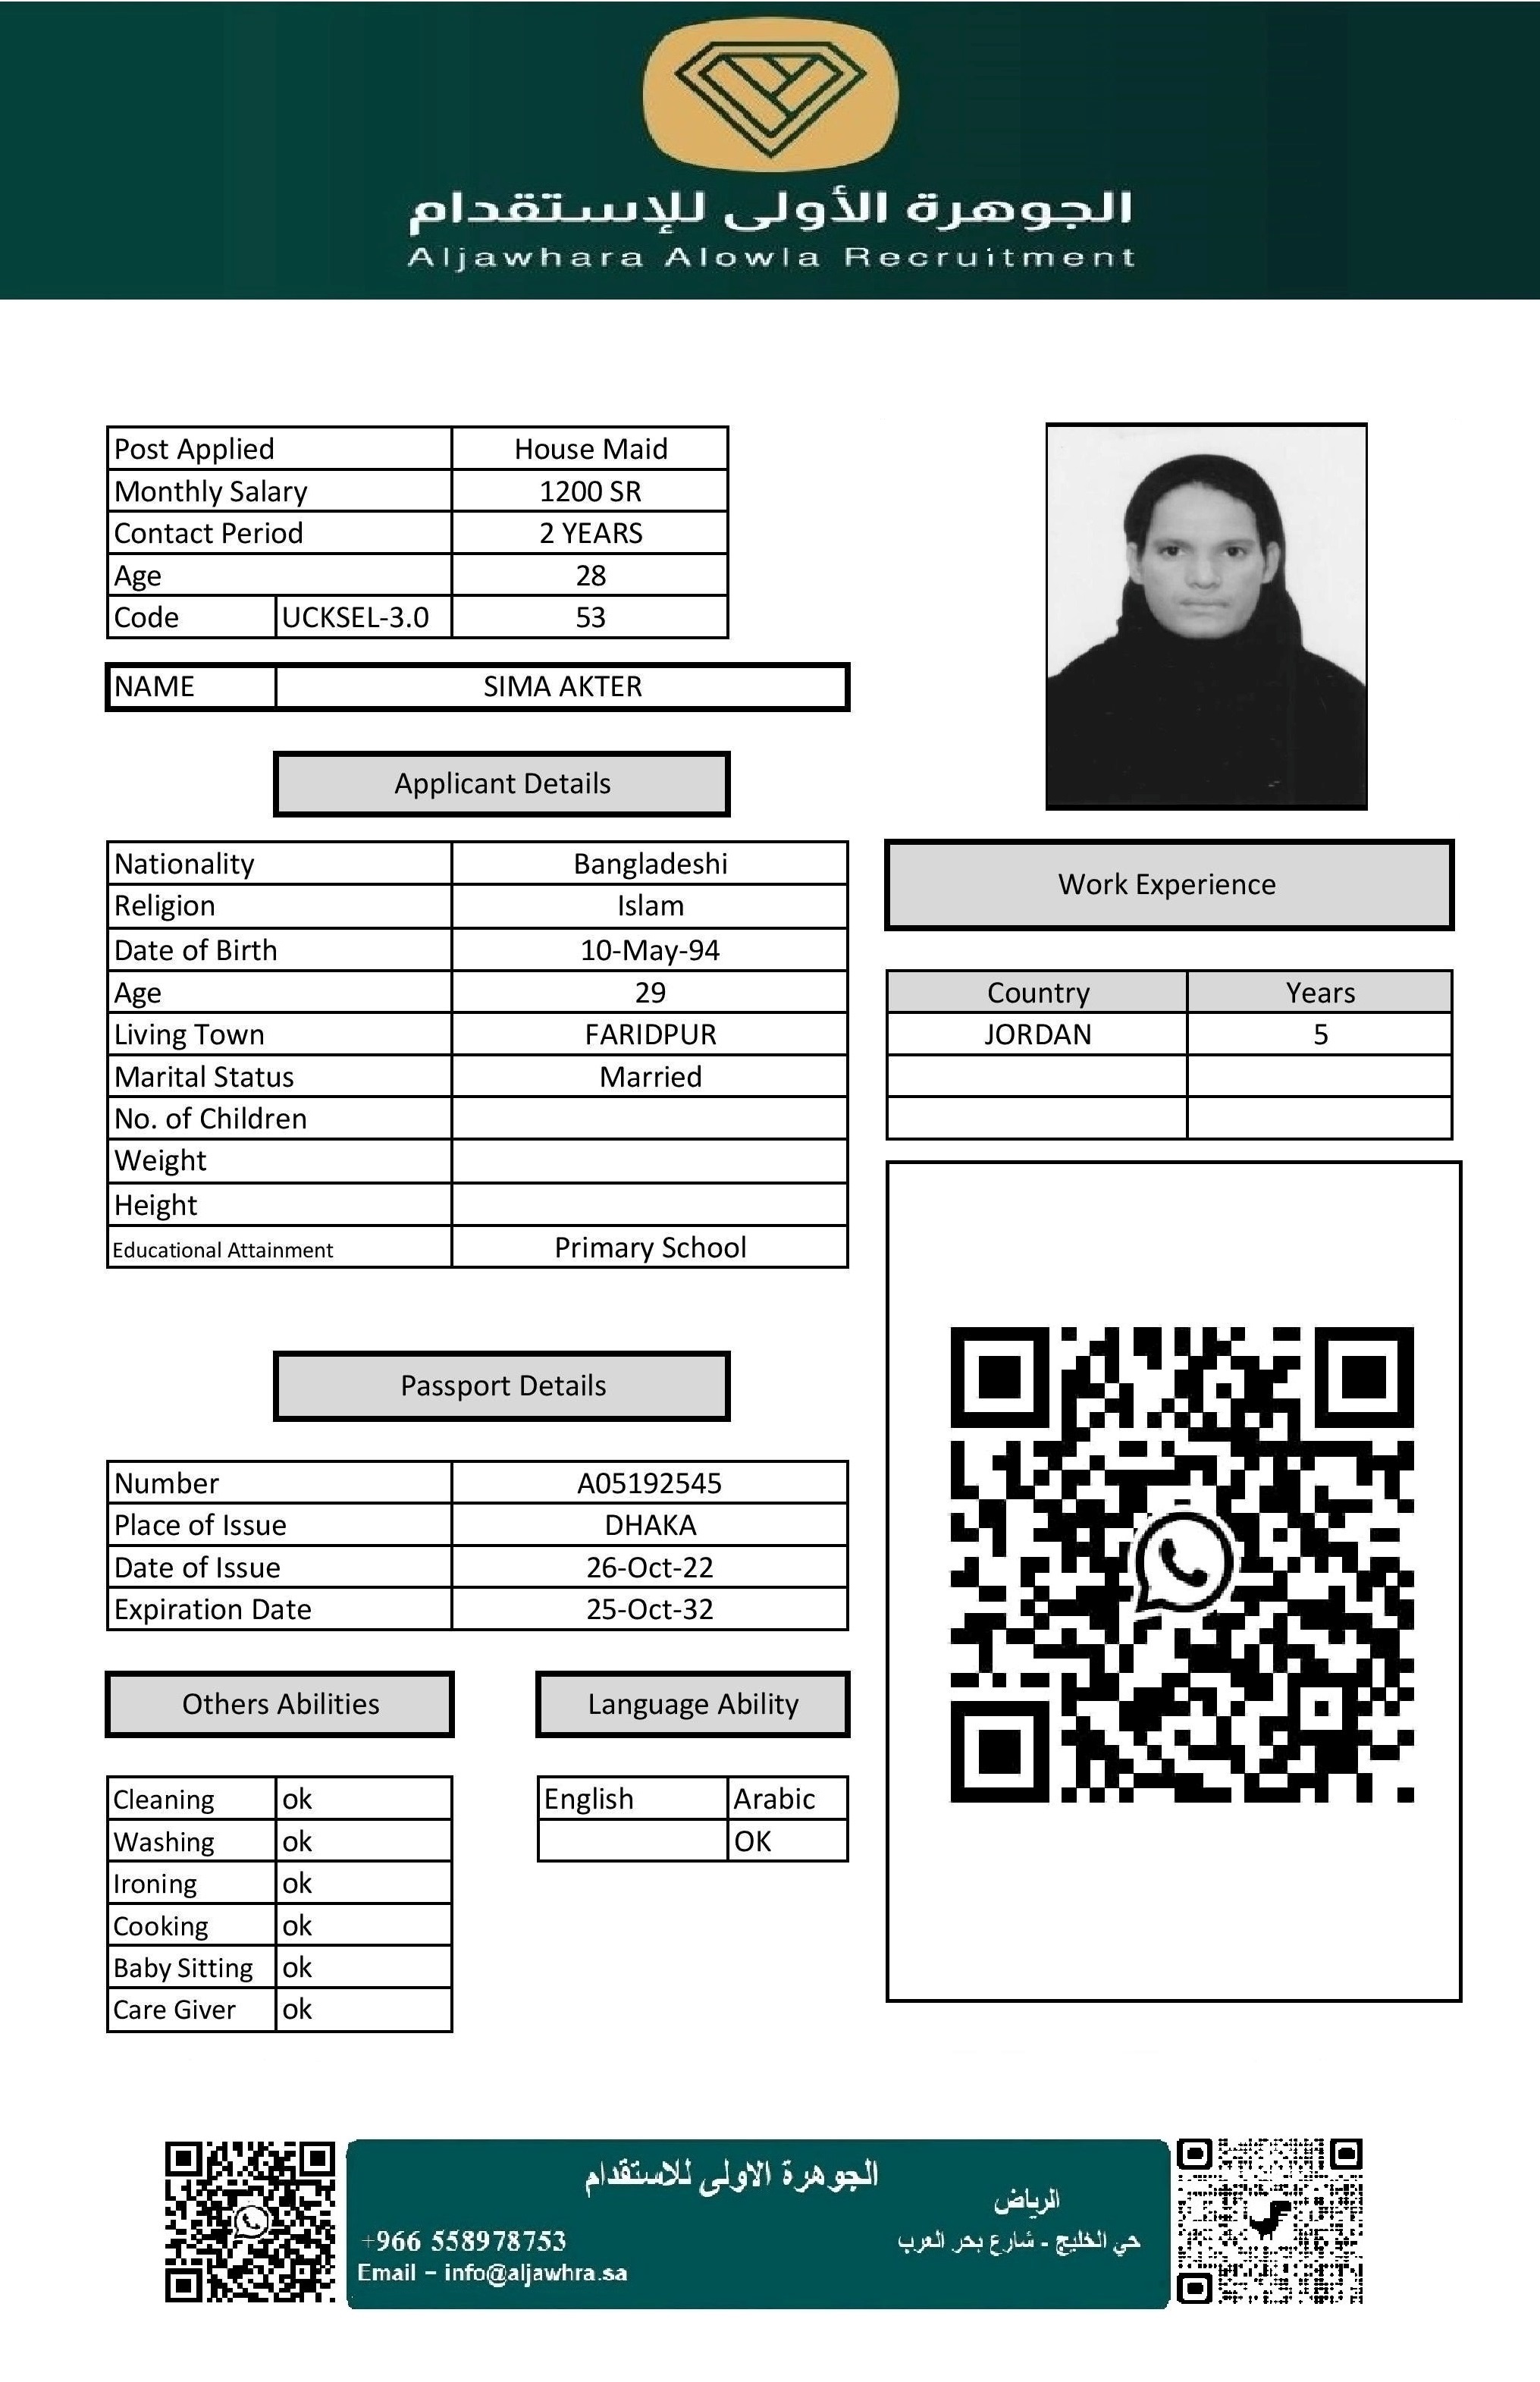 الجوهرة الأولى للإستقدام
Aljawhara Alowla Recruitment
Post Applied House Maid
Monthly Salary 1200 SR
Contact Period 2 YEARS
Age 28
Code UCKSEL-3.0 53
NAME SIMA AKTER
Applicant Details
Nationality Bangladeshi
Religion Islam
Date of Birth 10-May-94
Age 29
Living Town FARIDPUR
Marital Status Married
No. of Children
Weight
Height
Educational Attainment Primary School
Work Experience
Country Years
JORDAN 5
Passport Details
Number A05192545
Place of Issue DHAKA
Date of Issue 26-Oct-22
Expiration Date 25-Oct-32
Others Abilities
Cleaning ok
Washing ok
Ironing ok
Cooking ok
Baby Sitting ok
Care Giver ok
Language Ability
English Arabic
OK
الجوهرة الاولى للاستقدام
الرياض
حي الخليج - شارع بحر العرب
+966 558978753
Email – info@aljawhra.sa